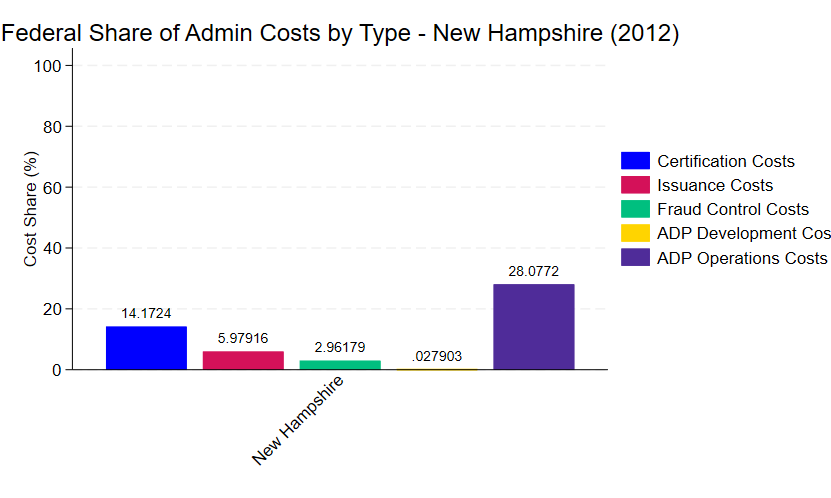 Federal Share of Admin Costs by Type - New Hampshire (2012)
Cost Share (%)
100
80
60
40
20
0
14.1724
5.97916
2.96179
.027903
28.0772
New Hampshire
Certification Costs
Issuance Costs
Fraud Control Costs
ADP Development Cos
ADP Operations Costs